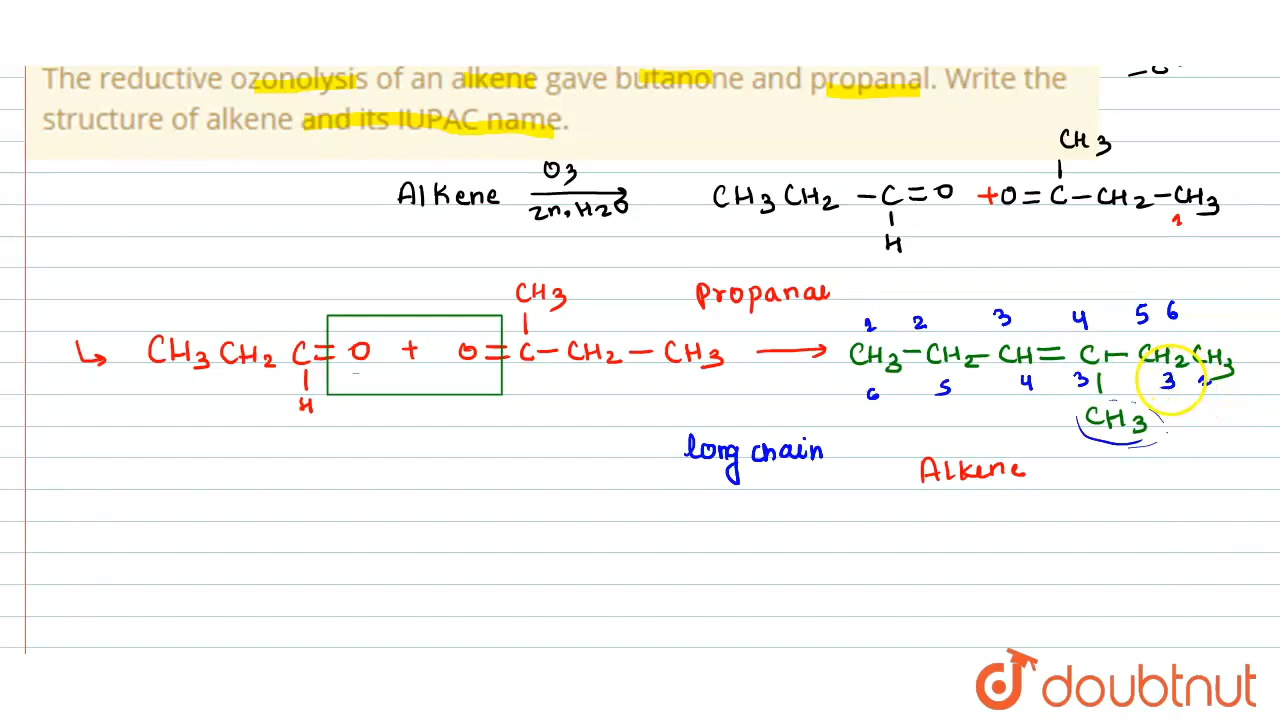 The reductive ozonolysis of an alkene gave butanone and propanal. Write the
structure of alkene and its IUPAC name.
CH3
O3
Alkene CH3CH2 -C=O +O=C-CH2-CH3
Zn,H2O
H
1
CH3
Propanal
1 2 3 4 5 6
CH3CH2C=O + O=C-CH2-CH3 CH3-CH2-CH=C-CH2CH3
6 5 4 3 3
H
CH3
long chain
Alkene
doubtnut